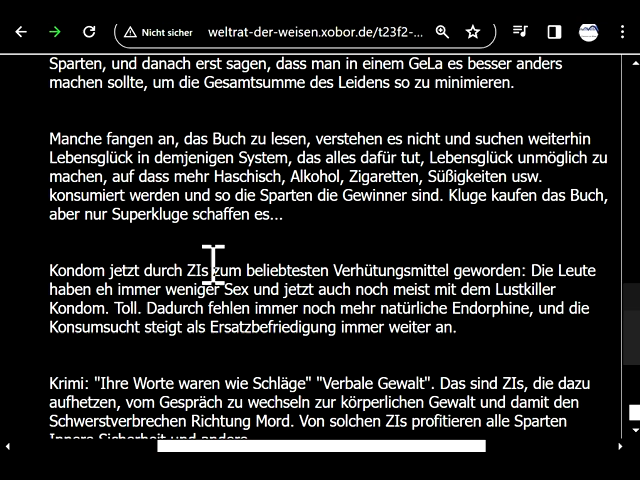 Nicht sicher weltrat-der-weisen.xobor.de/t23f2-...
Sparten, und danach erst sagen, dass man in einem GeLa es besser anders
machen sollte, um die Gesamtsumme des Leidens so zu minimieren.
Manche fangen an, das Buch zu lesen, verstehen es nicht und suchen weiterhin
Lebensglück in demjenigen System, das alles dafür tut, Lebensglück unmöglich zu
machen, auf dass mehr Haschisch, Alkohol, Zigaretten, Süßigkeiten usw.
konsumiert werden und so die Sparten die Gewinner sind. Kluge kaufen das Buch,
aber nur Superkluge schaffen es...
Kondom jetzt durch ZIs zum beliebtesten Verhütungsmittel geworden: Die Leute
haben eh immer weniger Sex und jetzt auch noch meist mit dem Lustkiller
Kondom. Toll. Dadurch fehlen immer noch mehr natürliche Endorphine, und die
Konsumsucht steigt als Ersatzbefriedigung immer weiter an.
Krimi: "Ihre Worte waren wie Schläge" "Verbale Gewalt". Das sind ZIs, die dazu
aufhetzen, vom Gespräch zu wechseln zur körperlichen Gewalt und damit den
Schwerstverbrechen Richtung Mord. Von solchen ZIs profitieren alle Sparten
Innere Sicherheit und andere